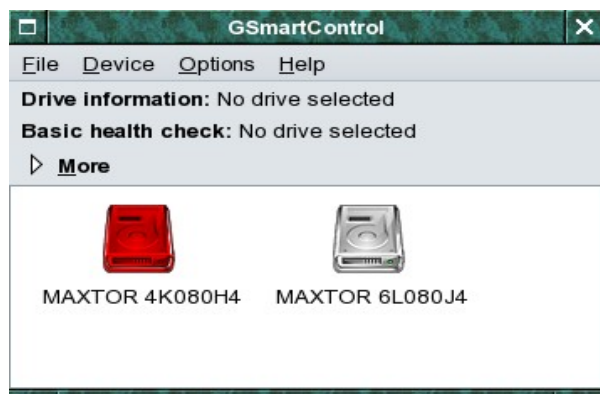 GSmartControl
File Device Options Help
Drive information: No drive selected
Basic health check: No drive selected
More
MAXTOR 4K080H4 MAXTOR 6L080J4